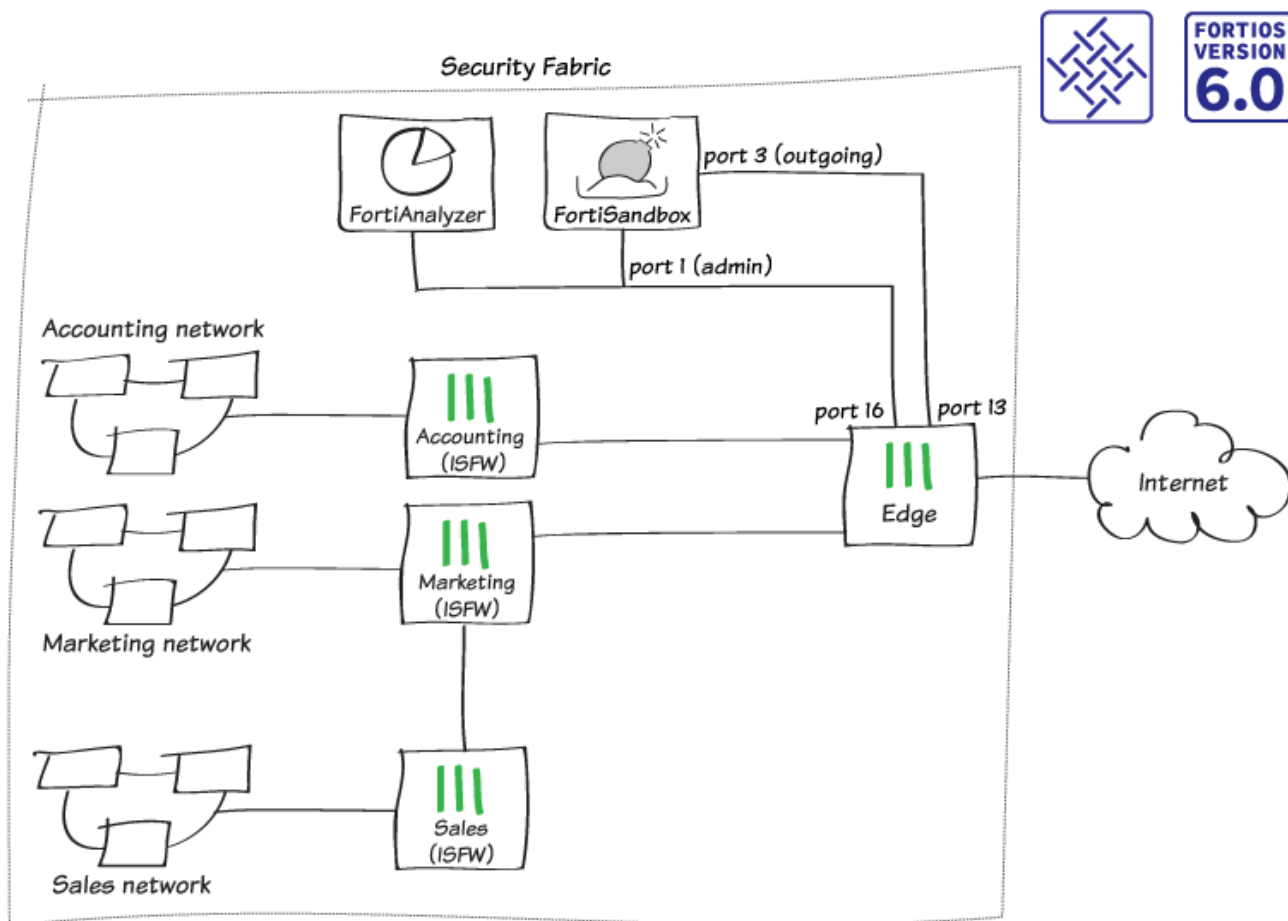 FORTIOS
VERSION
6.0
Security Fabric
port 3 (outgoing)
FortiAnalyzer
FortiSandbox
port 1 (admin)
Accounting network
port 16
port 13
Accounting
(ISFW)
Internet
Edge
Marketing
(ISFW)
Marketing network
Sales
(ISFW)
Sales network